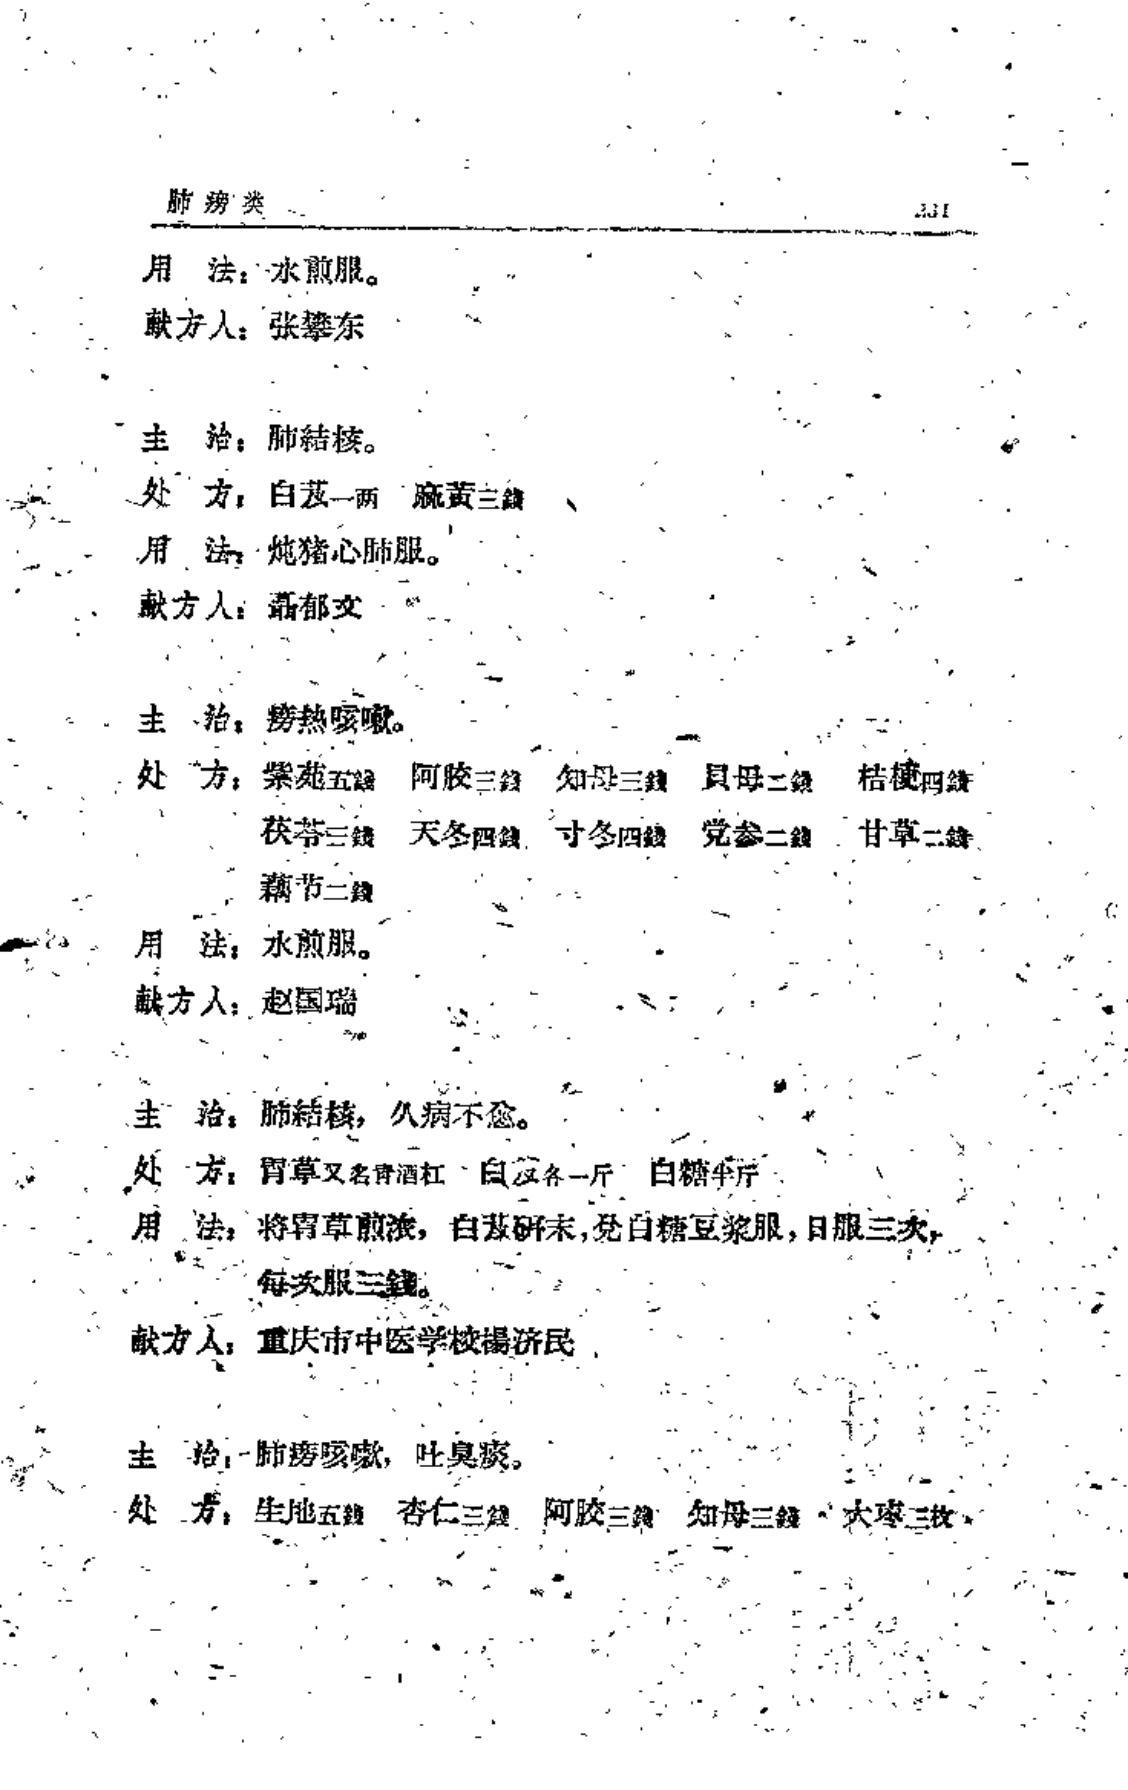 肺痨类 231
用　法：水煎服。
献方人：张攀东
主　治：肺結核。
处　方：白芨一两　麻黃三錢
用　法：炖猪心肺服。
献方人：聶郁文
主　治：痨热咳嗽。
处　方：紫苑五錢　阿胶三錢　知母三錢　貝母二錢　桔梗四錢
茯苓三錢　天冬四錢　寸冬四錢　党参二錢　甘草二錢
藕节二錢
用　法：水煎服。
献方人：赵国瑞
主　治：肺結核，久病不愈。
处　方：胃草又名青酒杠　白芨各一斤　白糖半斤
用　法：将胃草煎浓，白芨研末，兑白糖豆浆服，日服三次，
每次服三錢。
献方人：重庆市中医学校楊济民
主　治：肺痨咳嗽，吐臭痰。
处　方：生地五錢　杏仁三錢　阿胶三錢　知母三錢　大枣三枚